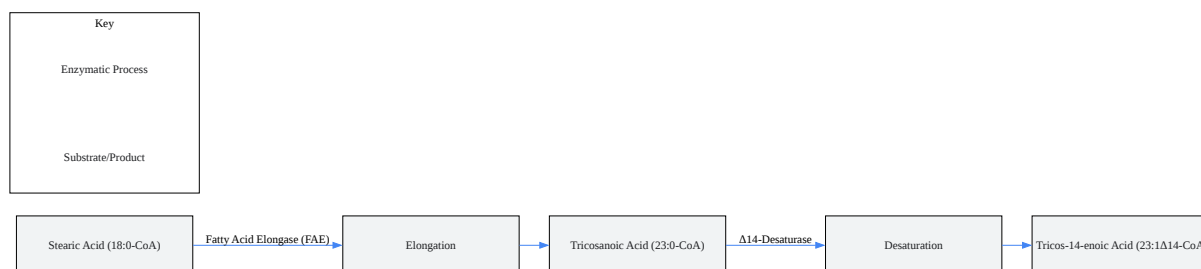 Key
Enzymatic Process
Substrate/Product
Stearic Acid (18:0-CoA)
Fatty Acid Elongase (FAE)
Elongation
Tricosanoic Acid (23:0-CoA)
Δ14-Desaturase
Desaturation
Tricos-14-enoic Acid (23:1Δ14-CoA